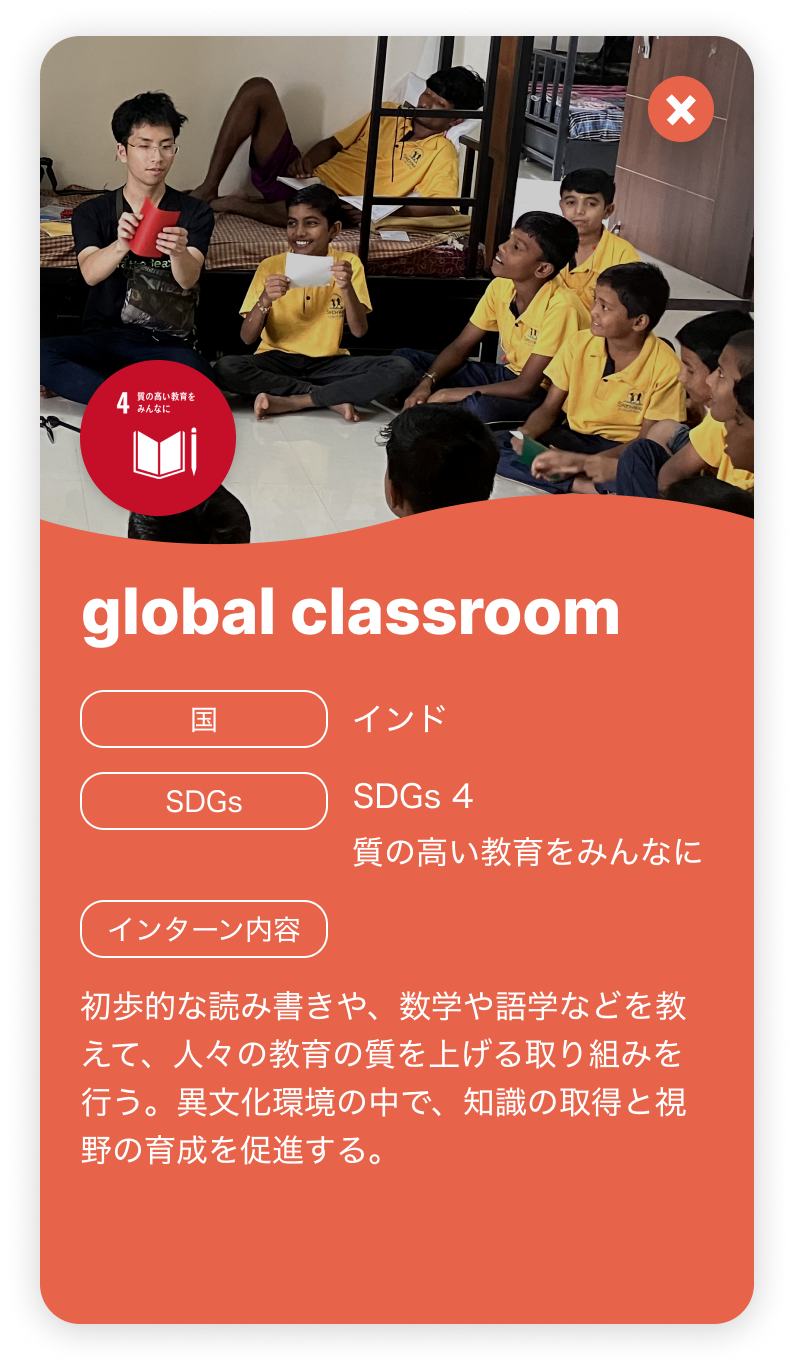 4 質の高い教育を
みんなに
global classroom
国 インド
SDGs SDGs 4
質の高い教育をみんなに
インターン内容
初歩的な読み書きや、数学や語学などを教
えて、人々の教育の質を上げる取り組みを
行う。異文化環境の中で、知識の取得と視
野の育成を促進する。